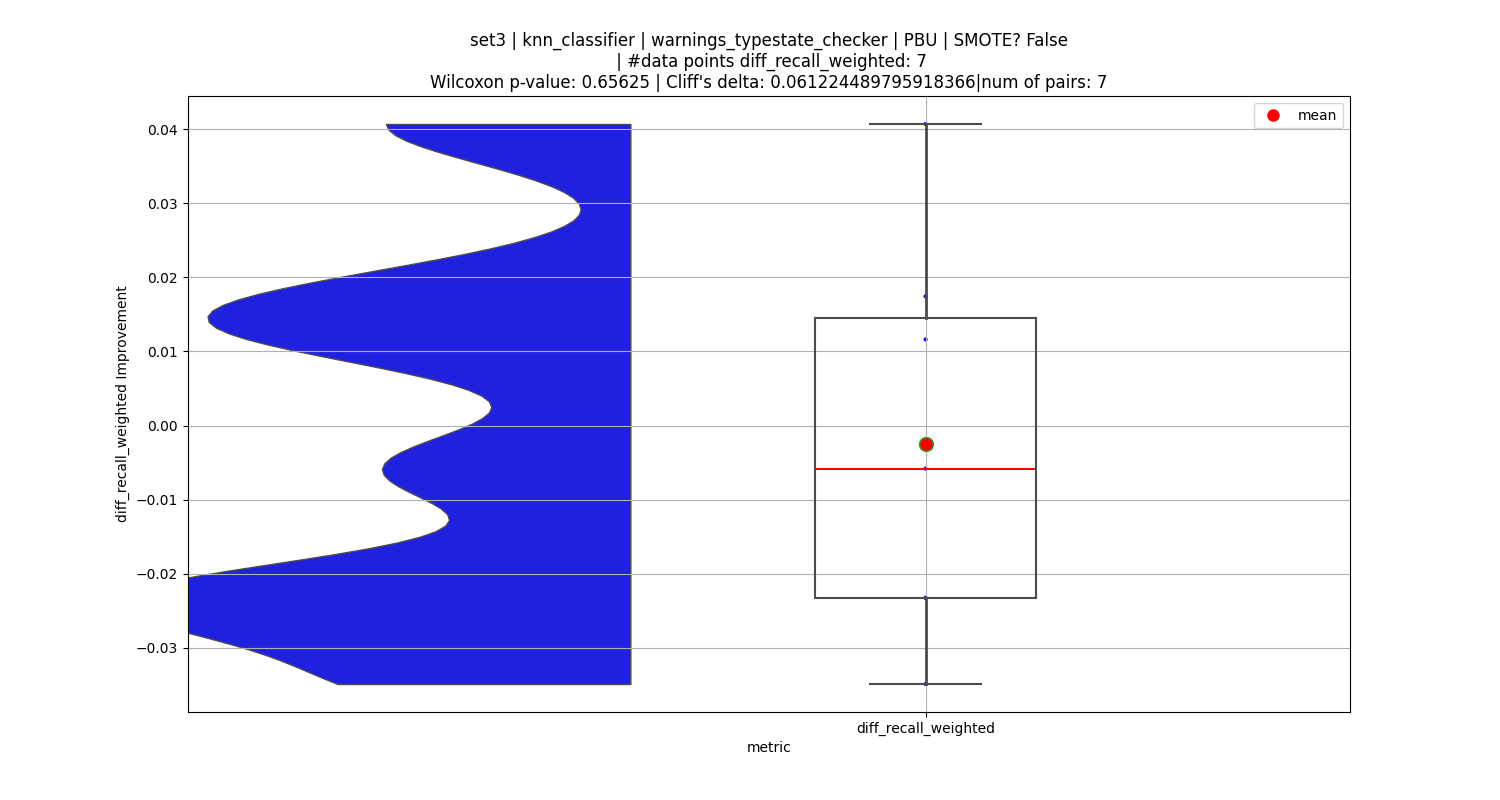 set3 | knn_classifier | warnings_typestate_checker | PBU | SMOTE? False
| #data points diff_recall_weighted: 7
Wilcoxon p-value: 0.65625 | Cliff's delta: 0.061224489795918366|num of pairs: 7
mean
0.04
0.03
0.02
0.01
0.00
−0.01
−0.02
−0.03
diff_recall_weighted Improvement
diff_recall_weighted
metric